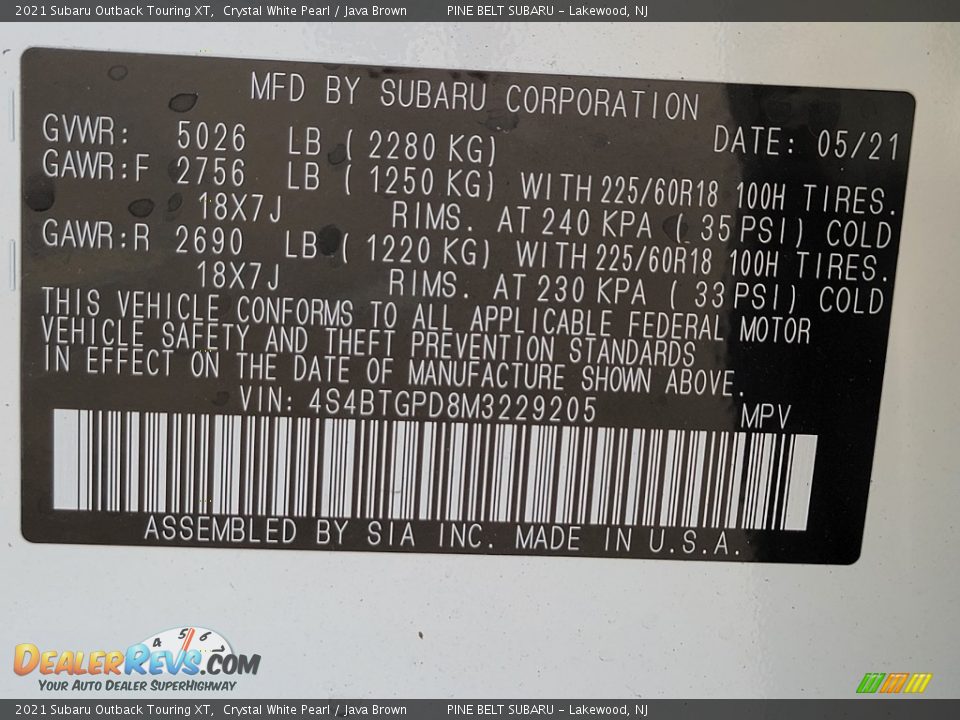 2021 Subaru Outback Touring XT, Crystal White Pearl / Java Brown PINE BELT SUBARU – Lakewood, NJ
MFD BY SUBARU CORPORATION
GVWR: 5026 LB ( 2280 KG) DATE: 05/21
GAWR:F 2756 LB ( 1250 KG) WITH 225/60R18 100H TIRES.
18X7J RIMS. AT 240 KPA ( 35 PSI) COLD
GAWR:R 2690 LB ( 1220 KG) WITH 225/60R18 100H TIRES.
18X7J RIMS. AT 230 KPA ( 33 PSI) COLD
THIS VEHICLE CONFORMS TO ALL APPLICABLE FEDERAL MOTOR
VEHICLE SAFETY AND THEFT PREVENTION STANDARDS
IN EFFECT ON THE DATE OF MANUFACTURE SHOWN ABOVE.
VIN: 4S4BTGPD8M3229205 MPV
ASSEMBLED BY SIA INC. MADE IN U.S.A.
4 5 6
DEALERREVS.COM
YOUR AUTO DEALER SUPERHIGHWAY
2021 Subaru Outback Touring XT, Crystal White Pearl / Java Brown PINE BELT SUBARU – Lakewood, NJ